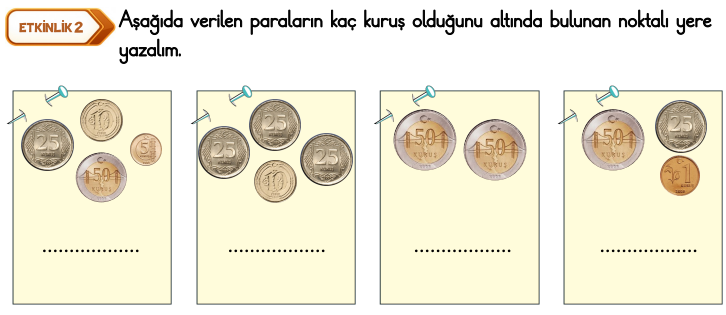 ETKİNLİK 2
Aşağıda verilen paraların kaç kuruş olduğunu altında bulunan noktalı yere
yazalım.
25
10
5
50
KURUŞ
25
25
25
10
50
KURUŞ
50
KURUŞ
50
KURUŞ
25
1
..................
..................
..................
..................